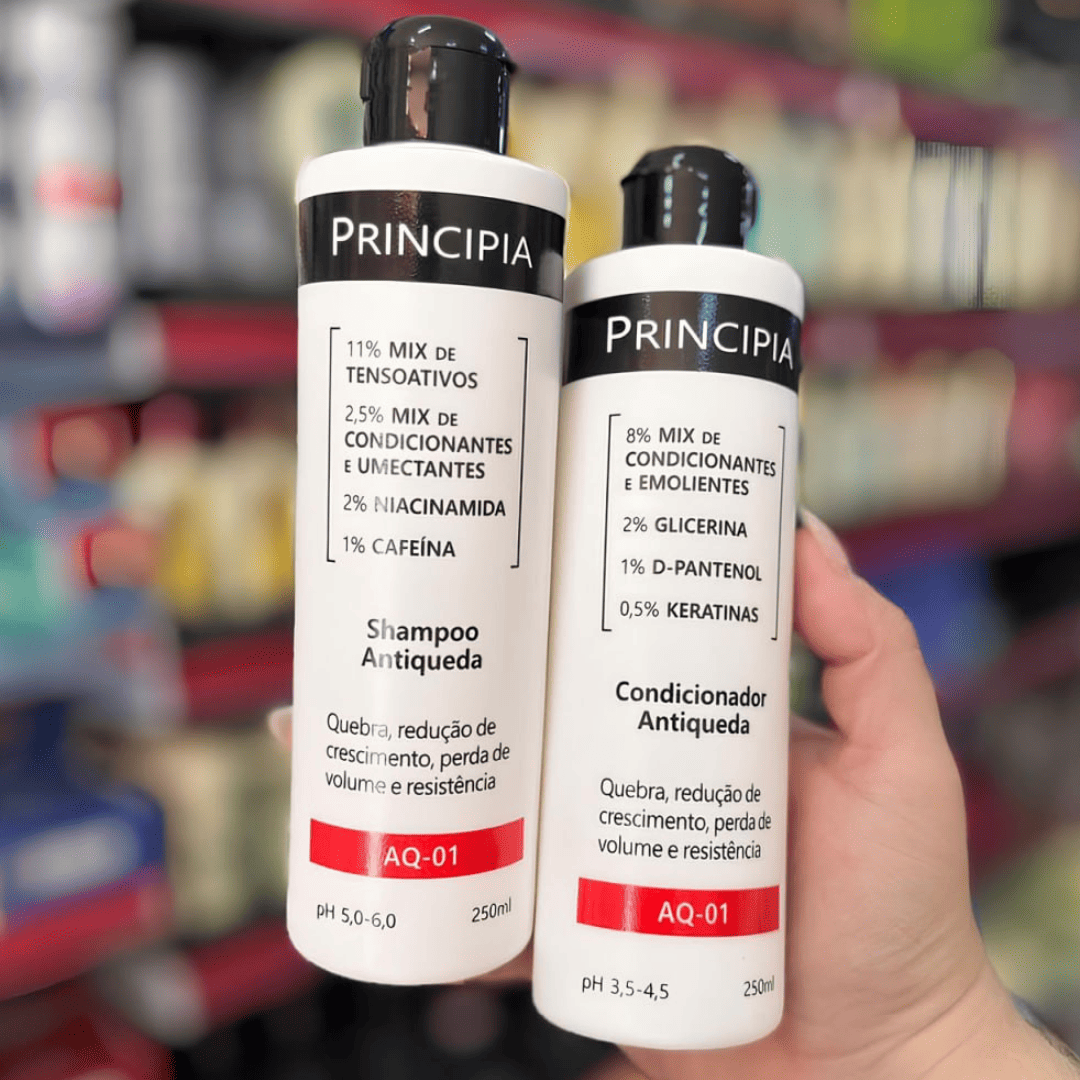 PRINCIPIA
11% MIX DE
TENSOATIVOS
2,5% MIX DE
CONDICIONANTES
E UMECTANTES
2% NIACINAMIDA
1% CAFEÍNA
Shampoo
Antiqueda
Quebra, redução de
crescimento, perda de
volume e resistência
AQ-01
pH 5,0-6,0 250ml
PRINCIPIA
8% MIX DE
CONDICIONANTES
E EMOLIENTES
2% GLICERINA
1% D-PANTENOL
0,5% KERATINAS
Condicionador
Antiqueda
Quebra, redução de
crescimento, perda de
volume e resistência
AQ-01
pH 3,5-4,5 250ml